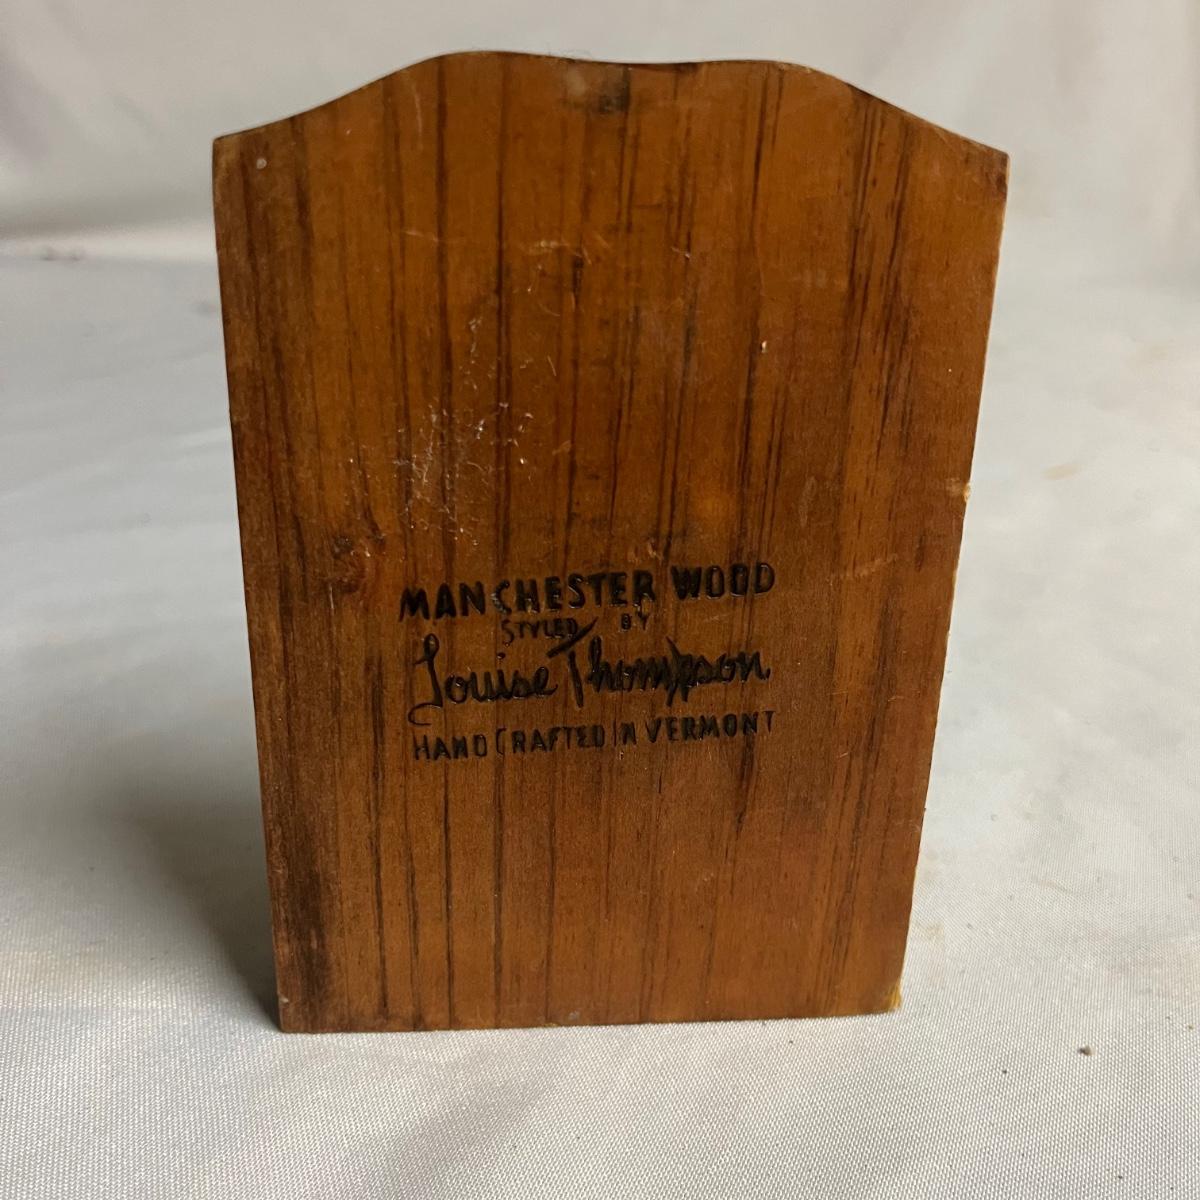 MANCHESTER WOOD
STYLED BY
Louise Thompson
HAND CRAFTED IN VERMONT